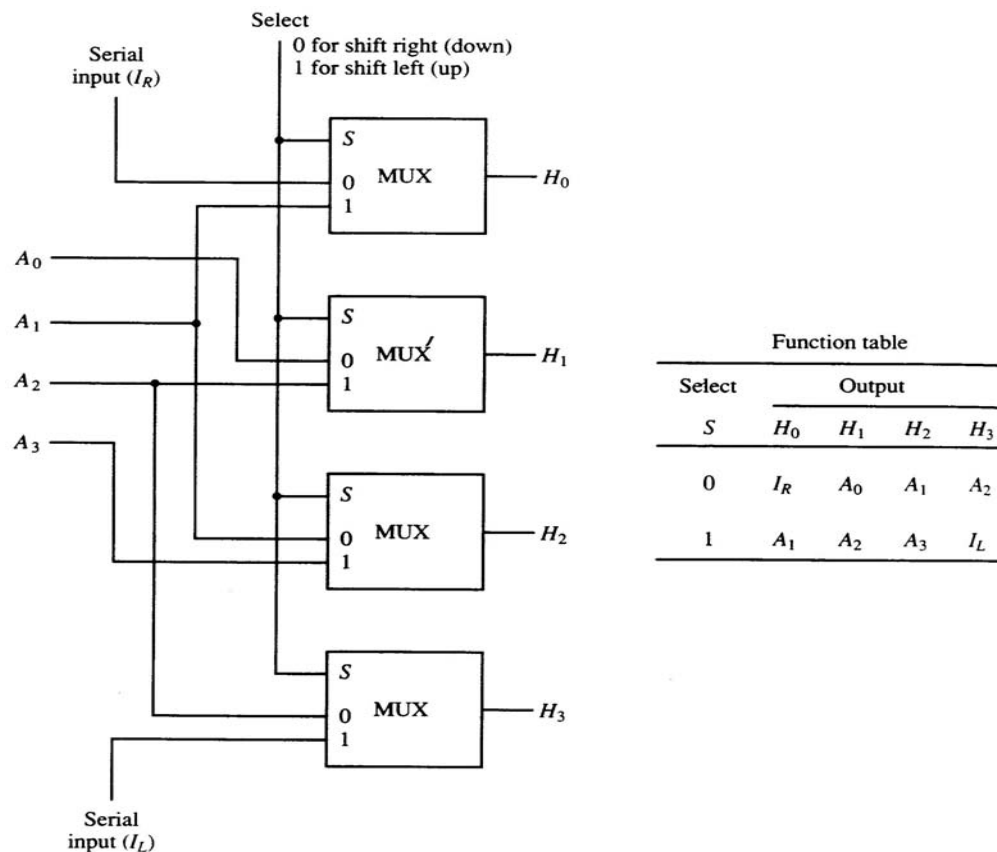 Select
0 for shift right (down)
1 for shift left (up)
Serial
input (I_R)
S
MUX
0
1
H_0
A_0
A_1
A_2
A_3
S
MUX
0
1
H_1
S
MUX
0
1
H_2
S
MUX
0
1
H_3
Serial
input (I_L)
Function table
Select Output
S H_0 H_1 H_2 H_3
0 I_R A_0 A_1 A_2
1 A_1 A_2 A_3 I_L